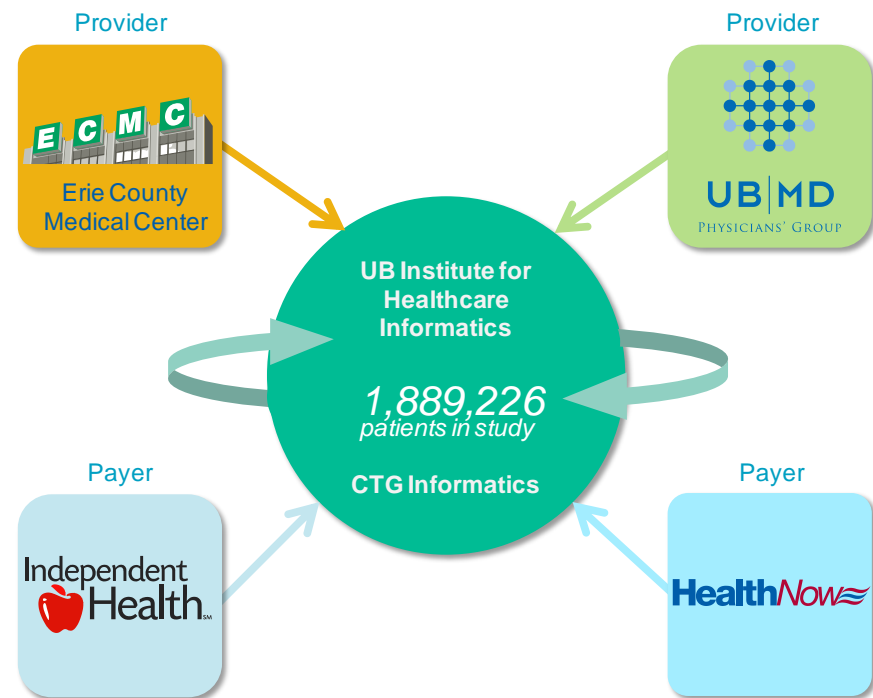 Provider
Provider
E C M C
Erie County
Medical Center
UB|MD
PHYSICIANS' GROUP
UB Institute for
Healthcare
Informatics
1,889,226
patients in study
CTG Informatics
Payer
Payer
Independent
Health
SM
HealthNow